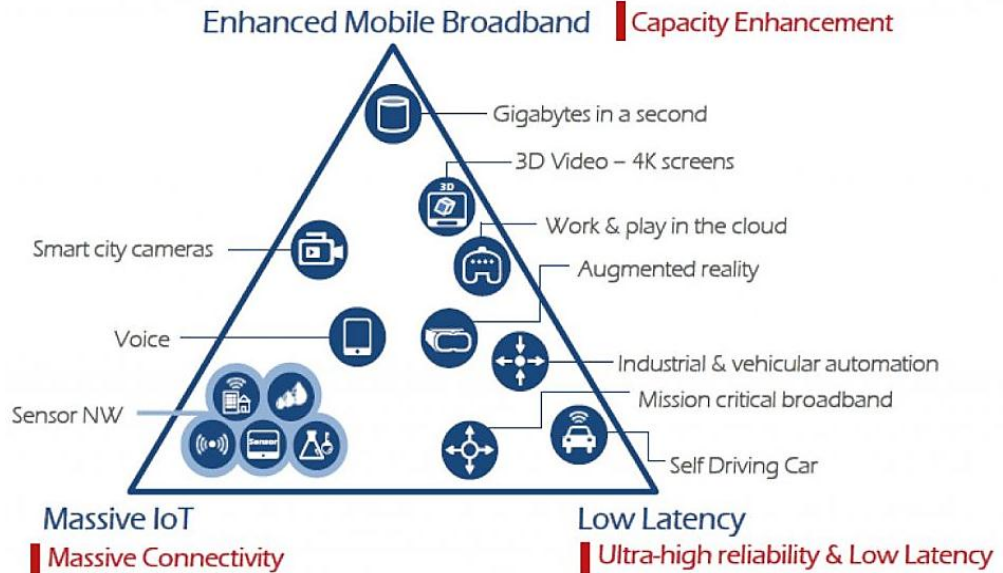 Enhanced Mobile Broadband
Capacity Enhancement
Gigabytes in a second
3D Video – 4K screens
3D
Work & play in the cloud
Smart city cameras
Augmented reality
Voice
Industrial & vehicular automation
Mission critical broadband
Sensor NW
Sensor
Self Driving Car
Massive IoT
Low Latency
Massive Connectivity
Ultra-high reliability & Low Latency